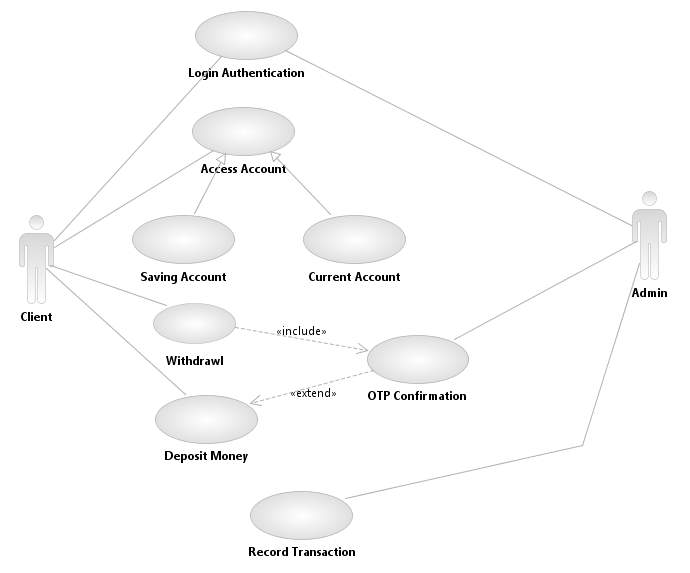 Login Authentication
Access Account
Saving Account
Current Account
Client
Admin
Withdrawl
«include»
OTP Confirmation
«extend»
Deposit Money
Record Transaction